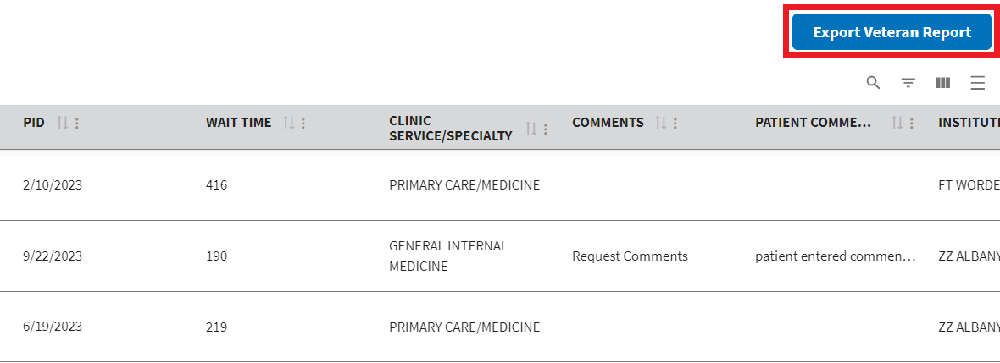 Export Veteran Report
PID WAIT TIME CLINIC SERVICE/SPECIALTY COMMENTS PATIENT COMME... INSTITUTI
2/10/2023 416 PRIMARY CARE/MEDICINE FT WORDE
9/22/2023 190 GENERAL INTERNAL MEDICINE Request Comments patient entered commen... ZZ ALBANY
6/19/2023 219 PRIMARY CARE/MEDICINE ZZ ALBANY